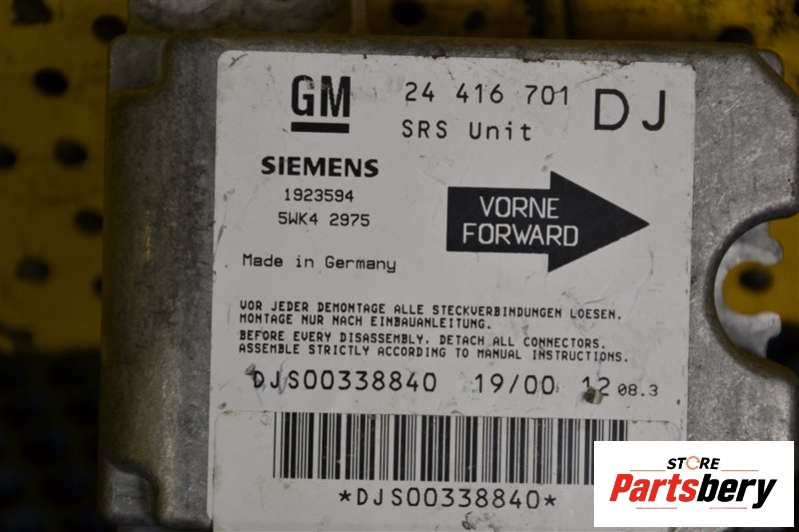 GM 24 416 701 DJ
SRS Unit
SIEMENS
1923594
5WK4 2975
VORNE
FORWARD
Made in Germany
VOR JEDER DEMONTAGE ALLE STECKVERBINDUNGEN LOESEN.
MONTAGE NUR NACH EINBAUANLEITUNG.
BEFORE EVERY DISASSEMBLY, DETACH ALL CONNECTORS.
ASSEMBLE STRICTLY ACCORDING TO MANUAL INSTRUCTIONS.
DJS00338840 19/00 12 08.3
*DJS00338840*
STORE
Partsbery